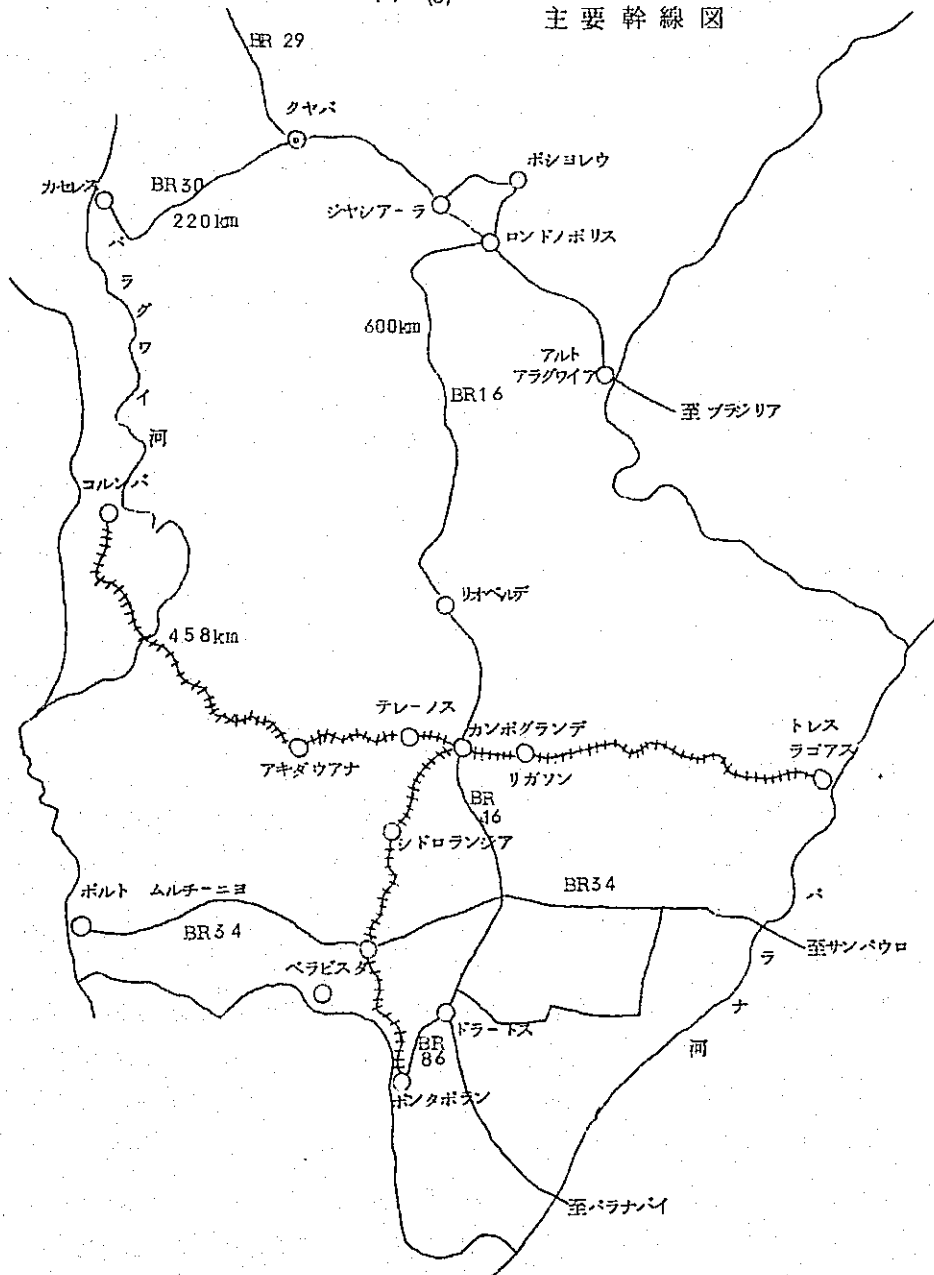 主要幹線図
BR 29
クヤバ
カセレス
BR30
220km
ポショレウ
ジャシアーラ
ロンドノポリス
パラグワイ河
600km
アルト
アラグワイア
至 ブラジリア
BR16
コルンバ
リオベルデ
458km
テレーノス
カンポグランデ
トレス
ラゴアス
アキダウアナ
リガソン
BR
16
シドロランジア
ポルト ムルチーニヨ
BR34
BR34
パラナ河
至サンパウロ
ベラビスタ
ドラードス
BR
86
ポンタポラン
至パラナバイ